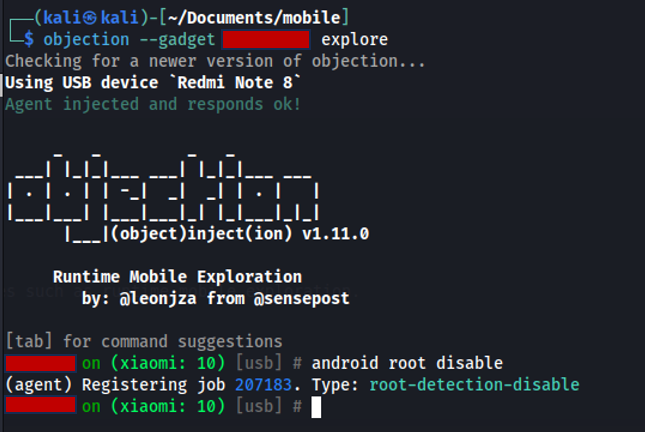 (kali㉿kali)-[~/Documents/mobile]
$ objection --gadget explore
Checking for a newer version of objection...
Using USB device `Redmi Note 8`
Agent injected and responds ok!
objection
|___|(object)inject(ion) v1.11.0
Runtime Mobile Exploration
by: @leonjza from @sensepost
[tab] for command suggestions
on (xiaomi: 10) [usb] # android root disable
(agent) Registering job 207183. Type: root-detection-disable
on (xiaomi: 10) [usb] #